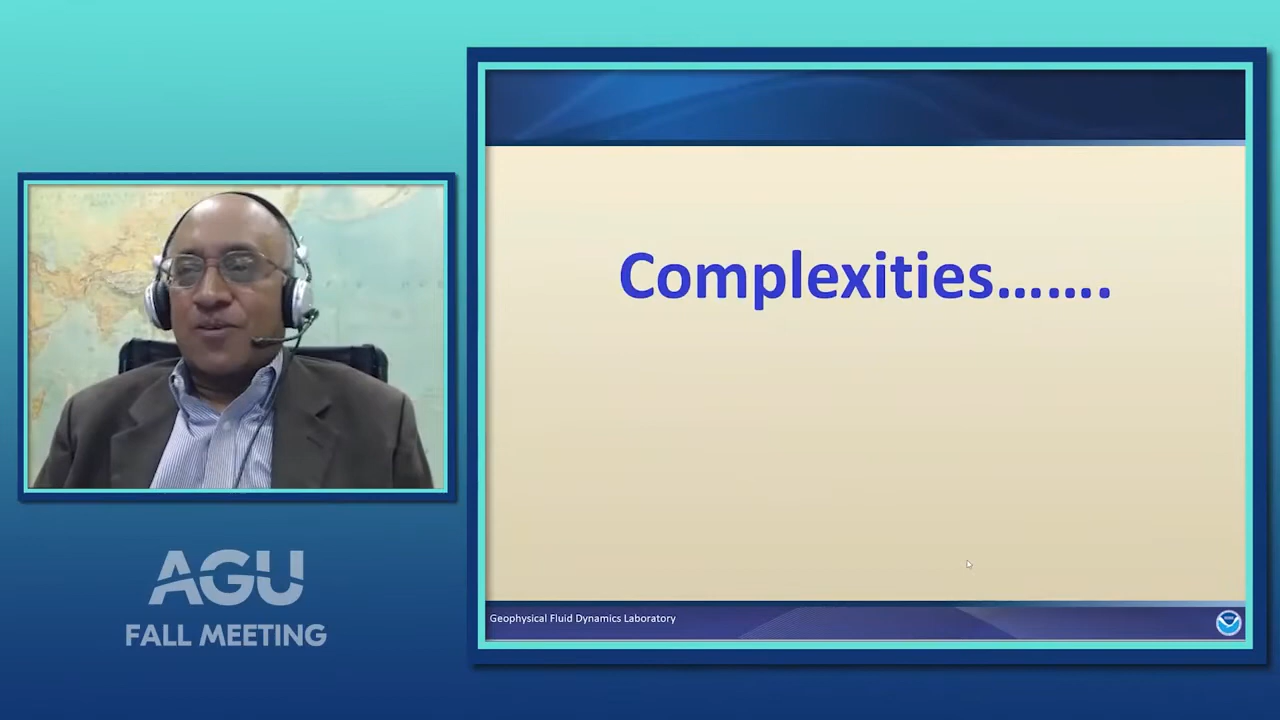 Complexities…….
Geophysical Fluid Dynamics Laboratory
AGU
FALL MEETING